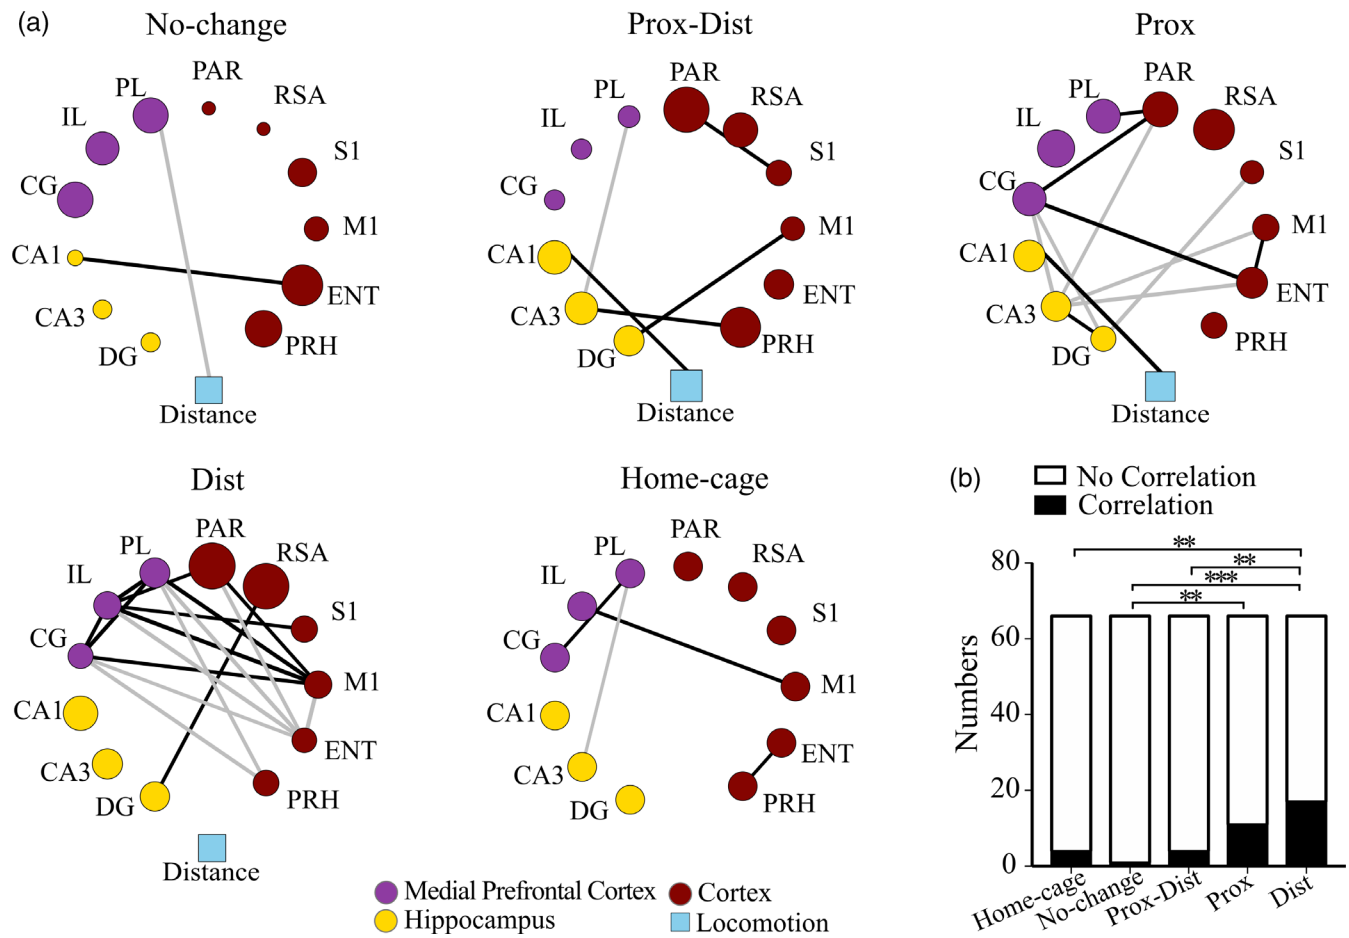 (a)
No-change
PAR
RSA
PL
IL
S1
CG
M1
CA1
ENT
CA3
PRH
DG
Distance
Prox-Dist
PAR
RSA
PL
IL
S1
CG
M1
CA1
ENT
CA3
PRH
DG
Distance
Prox
PAR
RSA
PL
IL
S1
CG
M1
CA1
ENT
CA3
PRH
DG
Distance
Dist
PAR
RSA
PL
IL
S1
CG
M1
CA1
ENT
CA3
PRH
DG
Distance
Home-cage
PAR
RSA
PL
IL
S1
CG
M1
CA1
ENT
CA3
PRH
DG
Medial Prefrontal Cortex
Cortex
Hippocampus
Locomotion
(b)
No Correlation
Correlation
**
**
***
**
80
60
40
20
0
Numbers
Home-cage
No-change
Prox-Dist
Prox
Dist